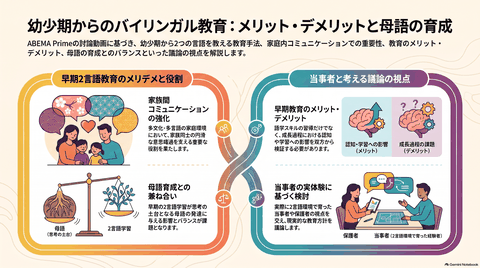 幼少期からのバイリンガル教育：メリット・デメリットと母語の育成
ABEMA Primeの討論動画に基づき、幼少期から2つの言語を教える教育手法、家庭内コミュニケーションでの重要性、教育のメリット・
デメリット、母語の育成とのバランスといった議論の視点を解説します。
早期2言語教育のメリデメと役割
家族間
コミュニケーション
の強化
多文化・多言語の家庭環境
において、家族同士の円滑
な意思疎通を支える重要な
役割を果たします。
母語
（思考の土台）
2言語学習
母語育成との
兼ね合い
早期の2言語学習が思考の
土台となる母語の発達に
与える影響とバランスが課
題となります。
当事者と考える議論の視点
早期教育のメリット・
デメリット
語学スキルの習得だけでな
く、成長過程における認知
や学習への影響を双方から
検証する必要があります。
認知・学習への影響
（メリット）
成長過程の課題
（デメリット）
当事者の実体験に
基づく検討
実際に2言語環境で育った
当事者や保護者の視点を
交え、現実的な教育方針を
議論します。
保護者
当事者（2言語環境で育った経験者）